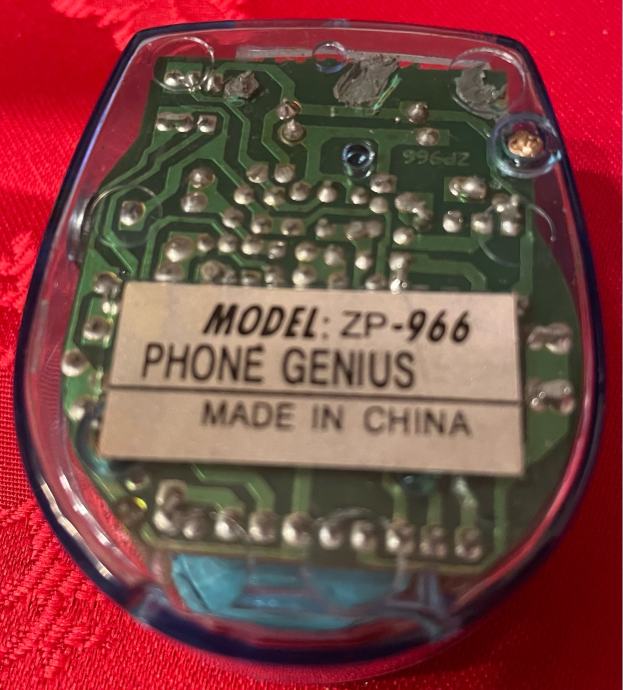 ZP966
MODEL: ZP-966
PHONE GENIUS
MADE IN CHINA